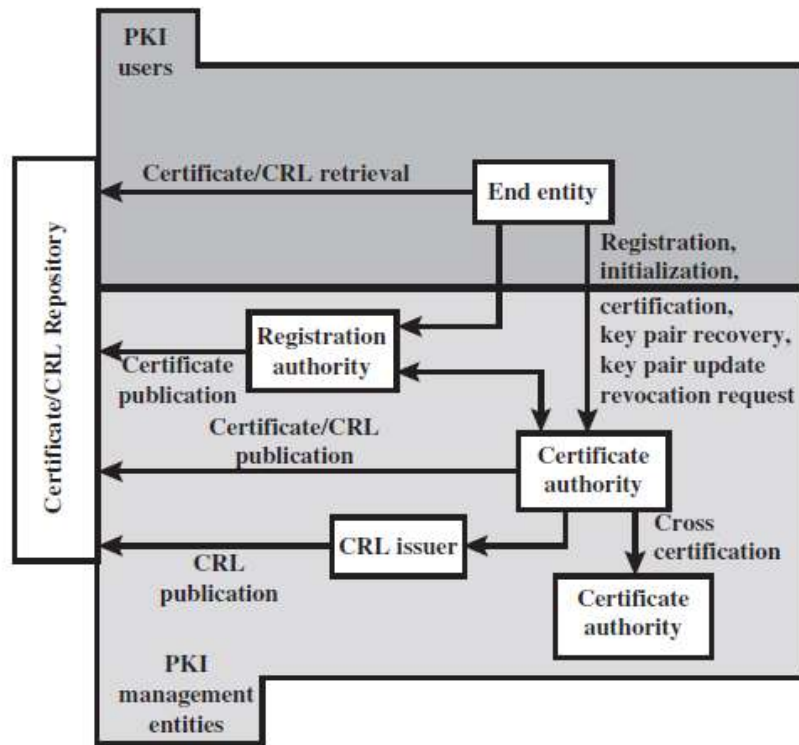 PKI
users
Certificate/CRL retrieval
End entity
Certificate/CRL Repository
Registration,
initialization,
certification,
key pair recovery,
key pair update
revocation request
Registration
authority
Certificate
publication
Certificate/CRL
publication
Certificate
authority
CRL issuer
CRL
publication
Cross
certification
Certificate
authority
PKI
management
entities